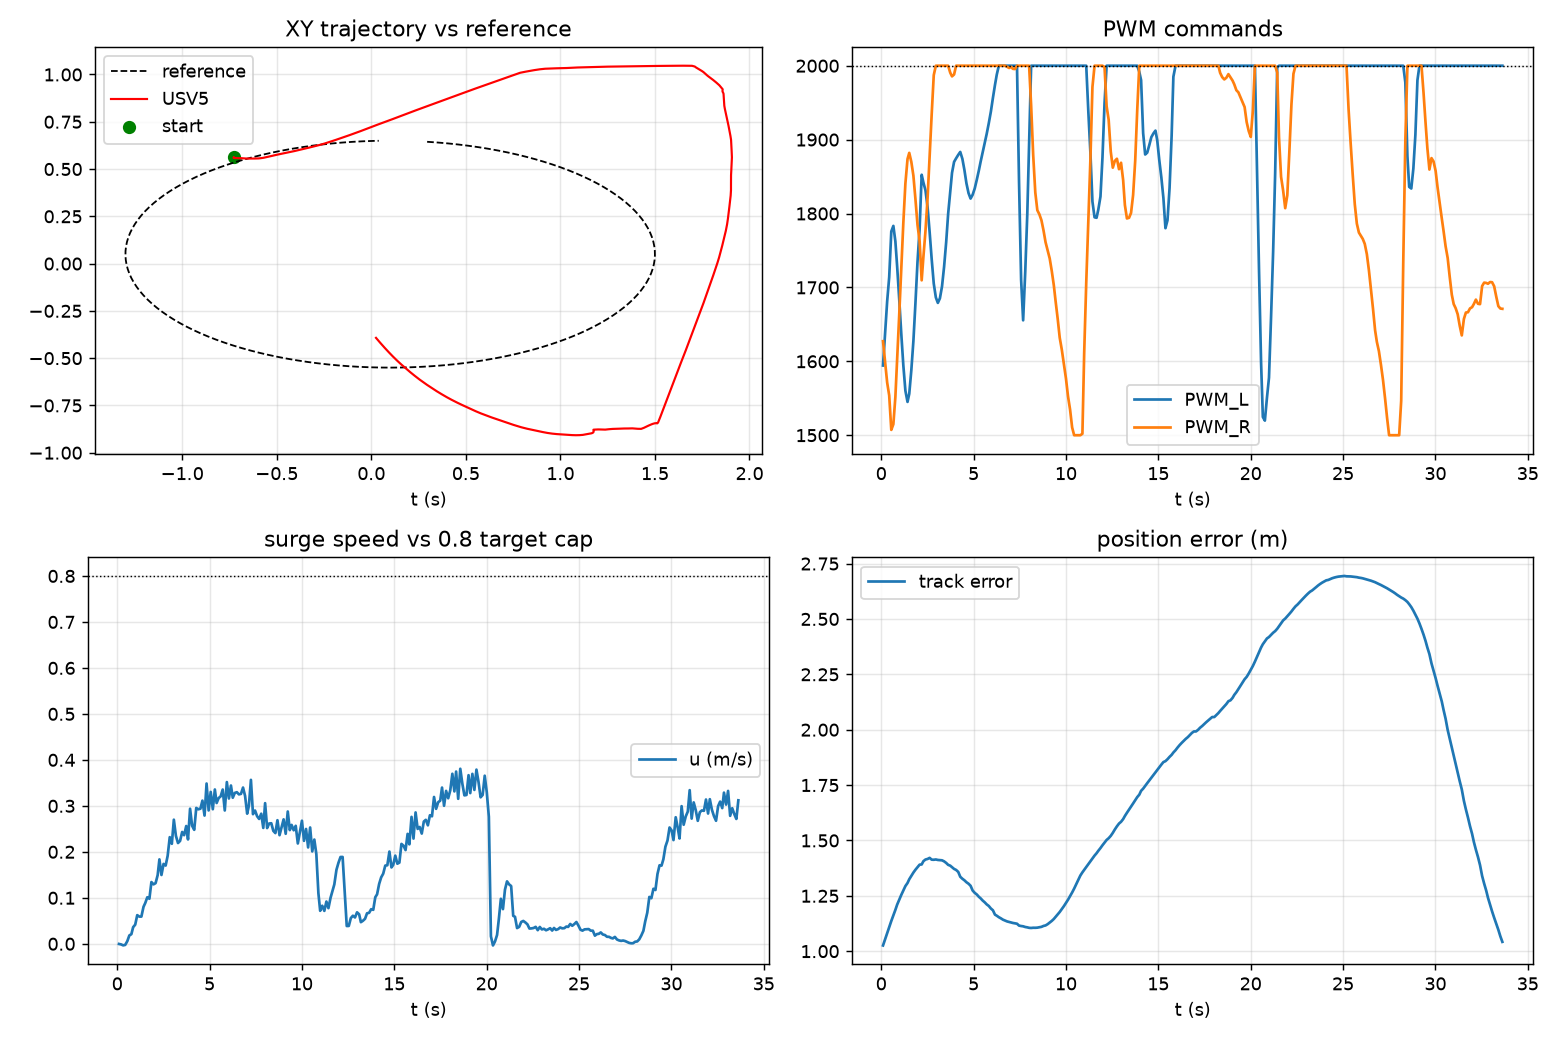 XY trajectory vs reference
reference
USV5
start
1.00
0.75
0.50
0.25
0.00
−0.25
−0.50
−0.75
−1.00
−1.0 −0.5 0.0 0.5 1.0 1.5 2.0
t (s)
PWM commands
2000
1900
1800
1700
1600
1500
PWM_L
PWM_R
0 5 10 15 20 25 30 35
t (s)
surge speed vs 0.8 target cap
0.8
0.7
0.6
0.5
0.4
0.3
0.2
0.1
0.0
u (m/s)
0 5 10 15 20 25 30 35
t (s)
position error (m)
track error
2.75
2.50
2.25
2.00
1.75
1.50
1.25
1.00
0 5 10 15 20 25 30 35
t (s)